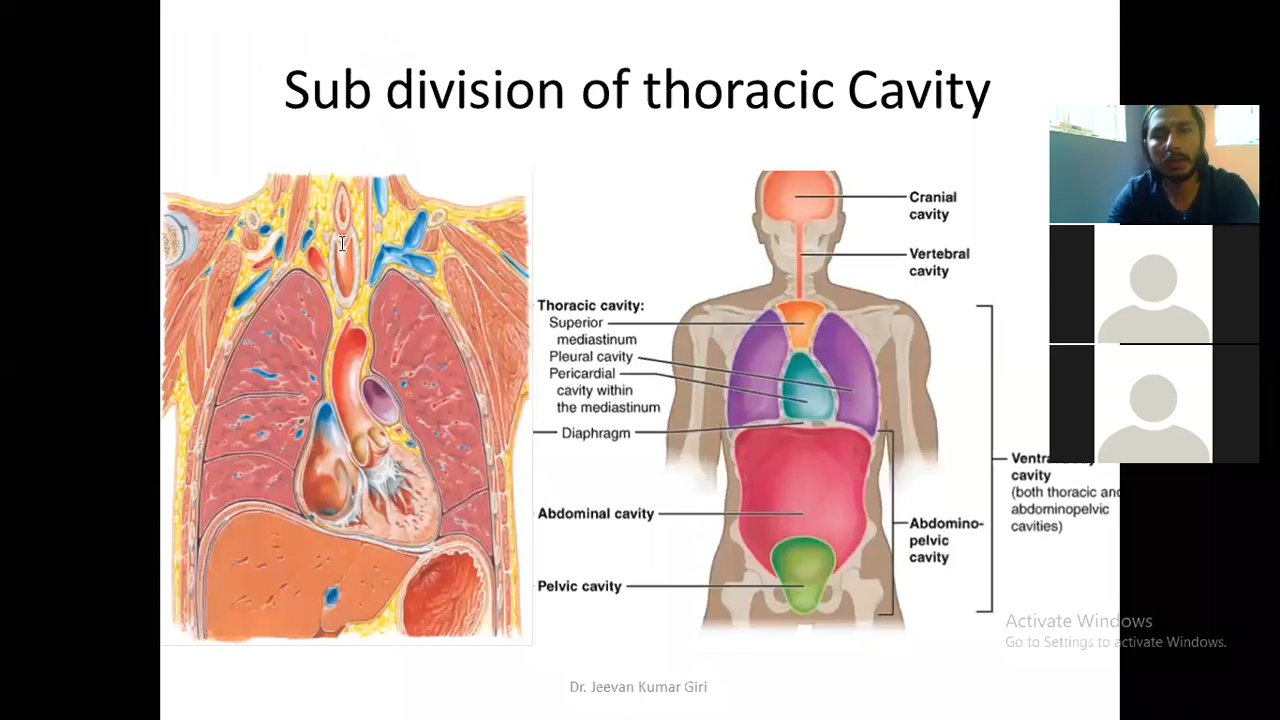 Sub division of thoracic Cavity
Cranial
cavity
Vertebral
cavity
Thoracic cavity:
Superior
mediastinum
Pleural cavity
Pericardial
cavity within
the mediastinum
Diaphragm
Abdominal cavity
Pelvic cavity
Abdomino-
pelvic
cavity
cavity
(both thoracic and
abdominopelvic
cavities)
Activate Windows
Go to Settings to activate Windows.
Dr. Jeevan Kumar Giri